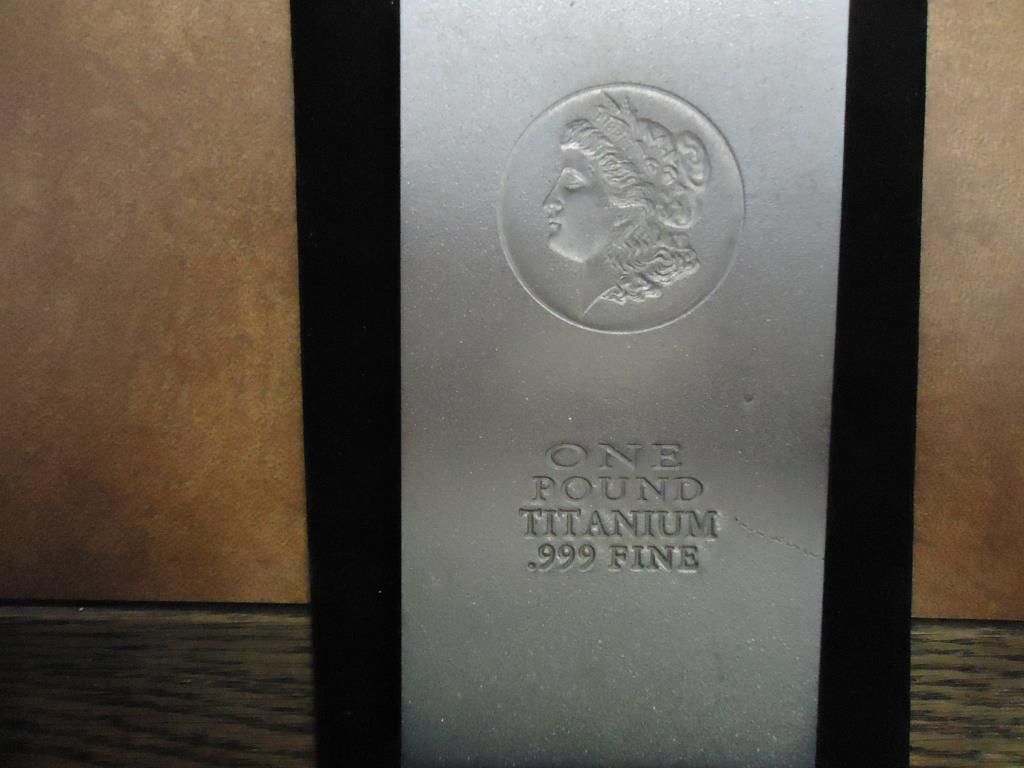 ONE
POUND
TITANIUM
.999 FINE